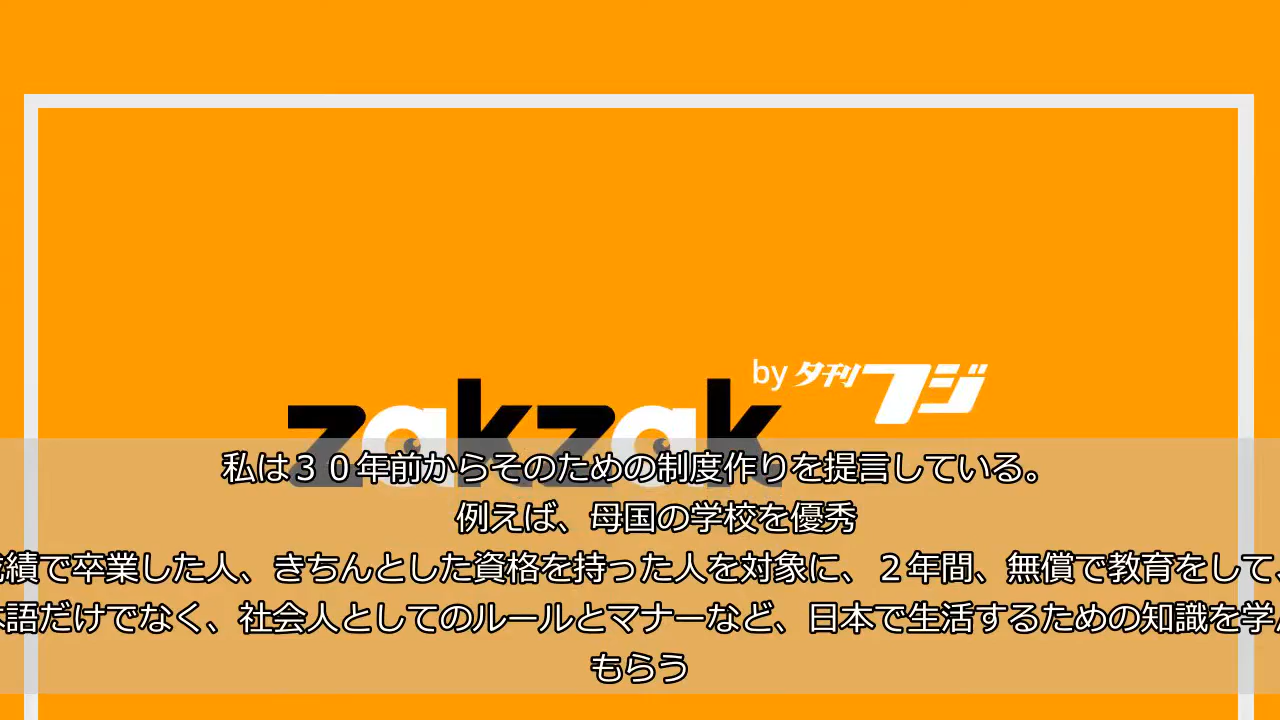 by 夕刊フジ
zakzak
私は３０年前からそのための制度作りを提言している。
例えば、母国の学校を優秀
績で卒業した人、きちんとした資格を持った人を対象に、２年間、無償で教育をして、
語だけでなく、社会人としてのルールとマナーなど、日本で生活するための知識を学
もらう